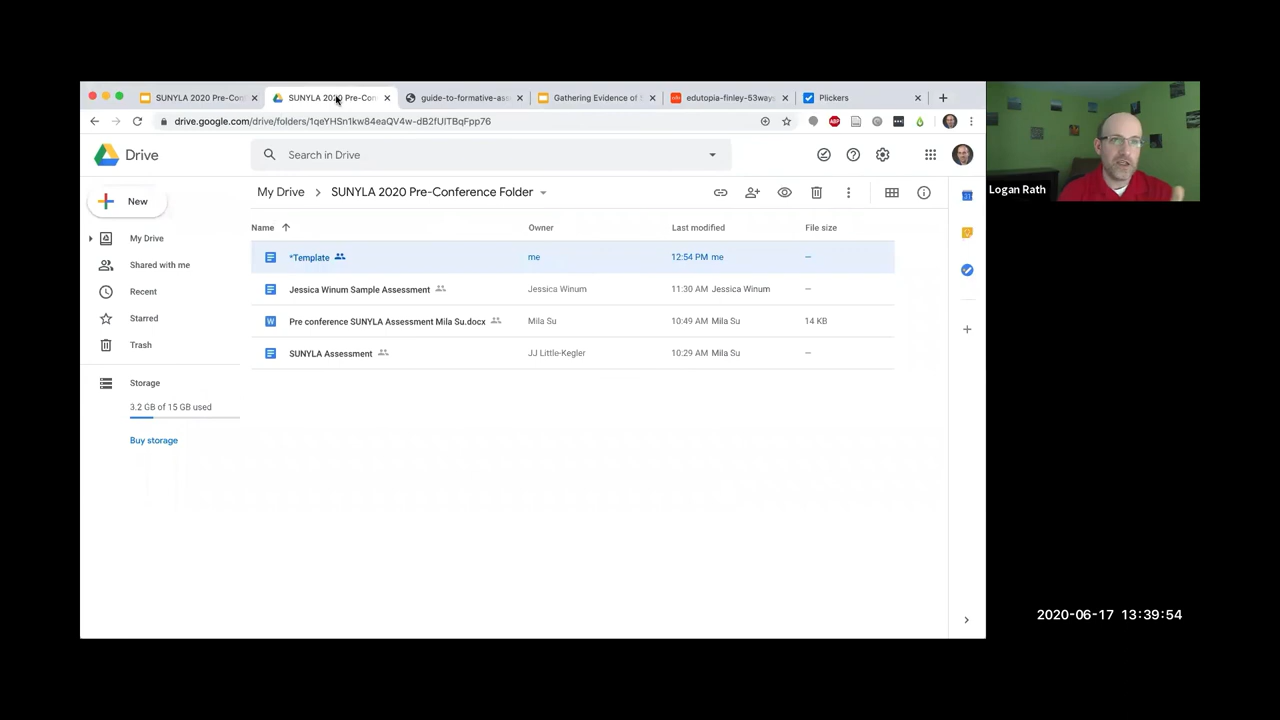 SUNYLA 2020 Pre-Con
SUNYLA 2020 Pre-Con
guide-to-formative-ass
Gathering Evidence of S
edutopia-finley-53ways
Plickers
drive.google.com/drive/folders/1qeYHSn1kw84eaQV4w-dB2fUlTBqFpp76
ABP
Drive
Search in Drive
Logan Rath
New
My Drive
SUNYLA 2020 Pre-Conference Folder
Name
Owner
Last modified
File size
My Drive
Shared with me
Recent
Starred
Trash
Storage
3.2 GB of 15 GB used
Buy storage
*Template me 12:54 PM me –
Jessica Winum Sample Assessment Jessica Winum 11:30 AM Jessica Winum –
W Pre conference SUNYLA Assessment Mila Su.docx Mila Su 10:49 AM Mila Su 14 KB
SUNYLA Assessment JJ Little-Kegler 10:29 AM Mila Su –
2020-06-17 13:39:54